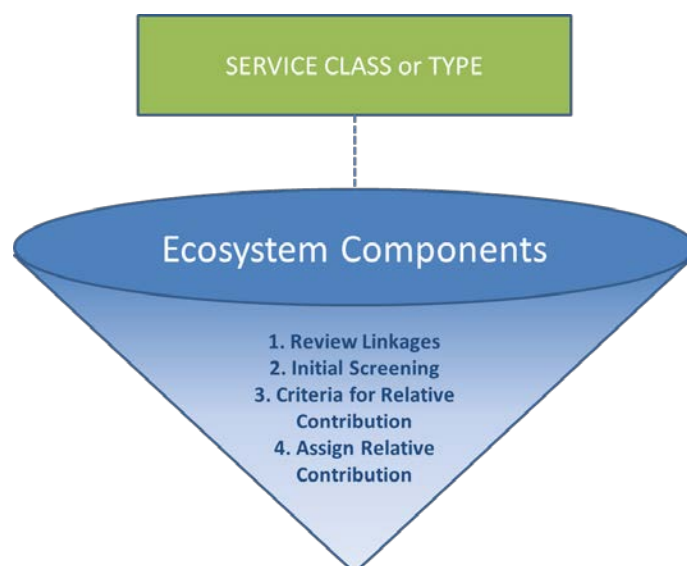 SERVICE CLASS or TYPE
Ecosystem Components
1. Review Linkages
2. Initial Screening
3. Criteria for Relative
Contribution
4. Assign Relative
Contribution